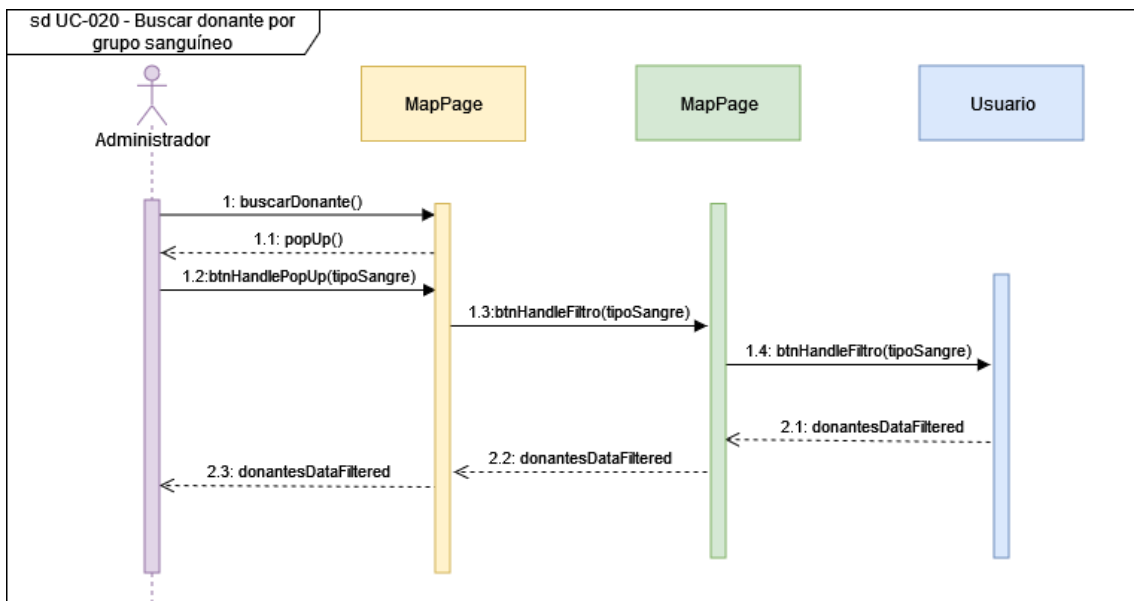 sd UC-020 - Buscar donante por
grupo sanguíneo
MapPage
MapPage
Usuario
Administrador
1: buscarDonante()
1.1: popUp()
1.2:btnHandlePopUp(tipoSangre)
1.3:btnHandleFiltro(tipoSangre)
1.4: btnHandleFiltro(tipoSangre)
2.1: donantesDataFiltered
2.2: donantesDataFiltered
2.3: donantesDataFiltered